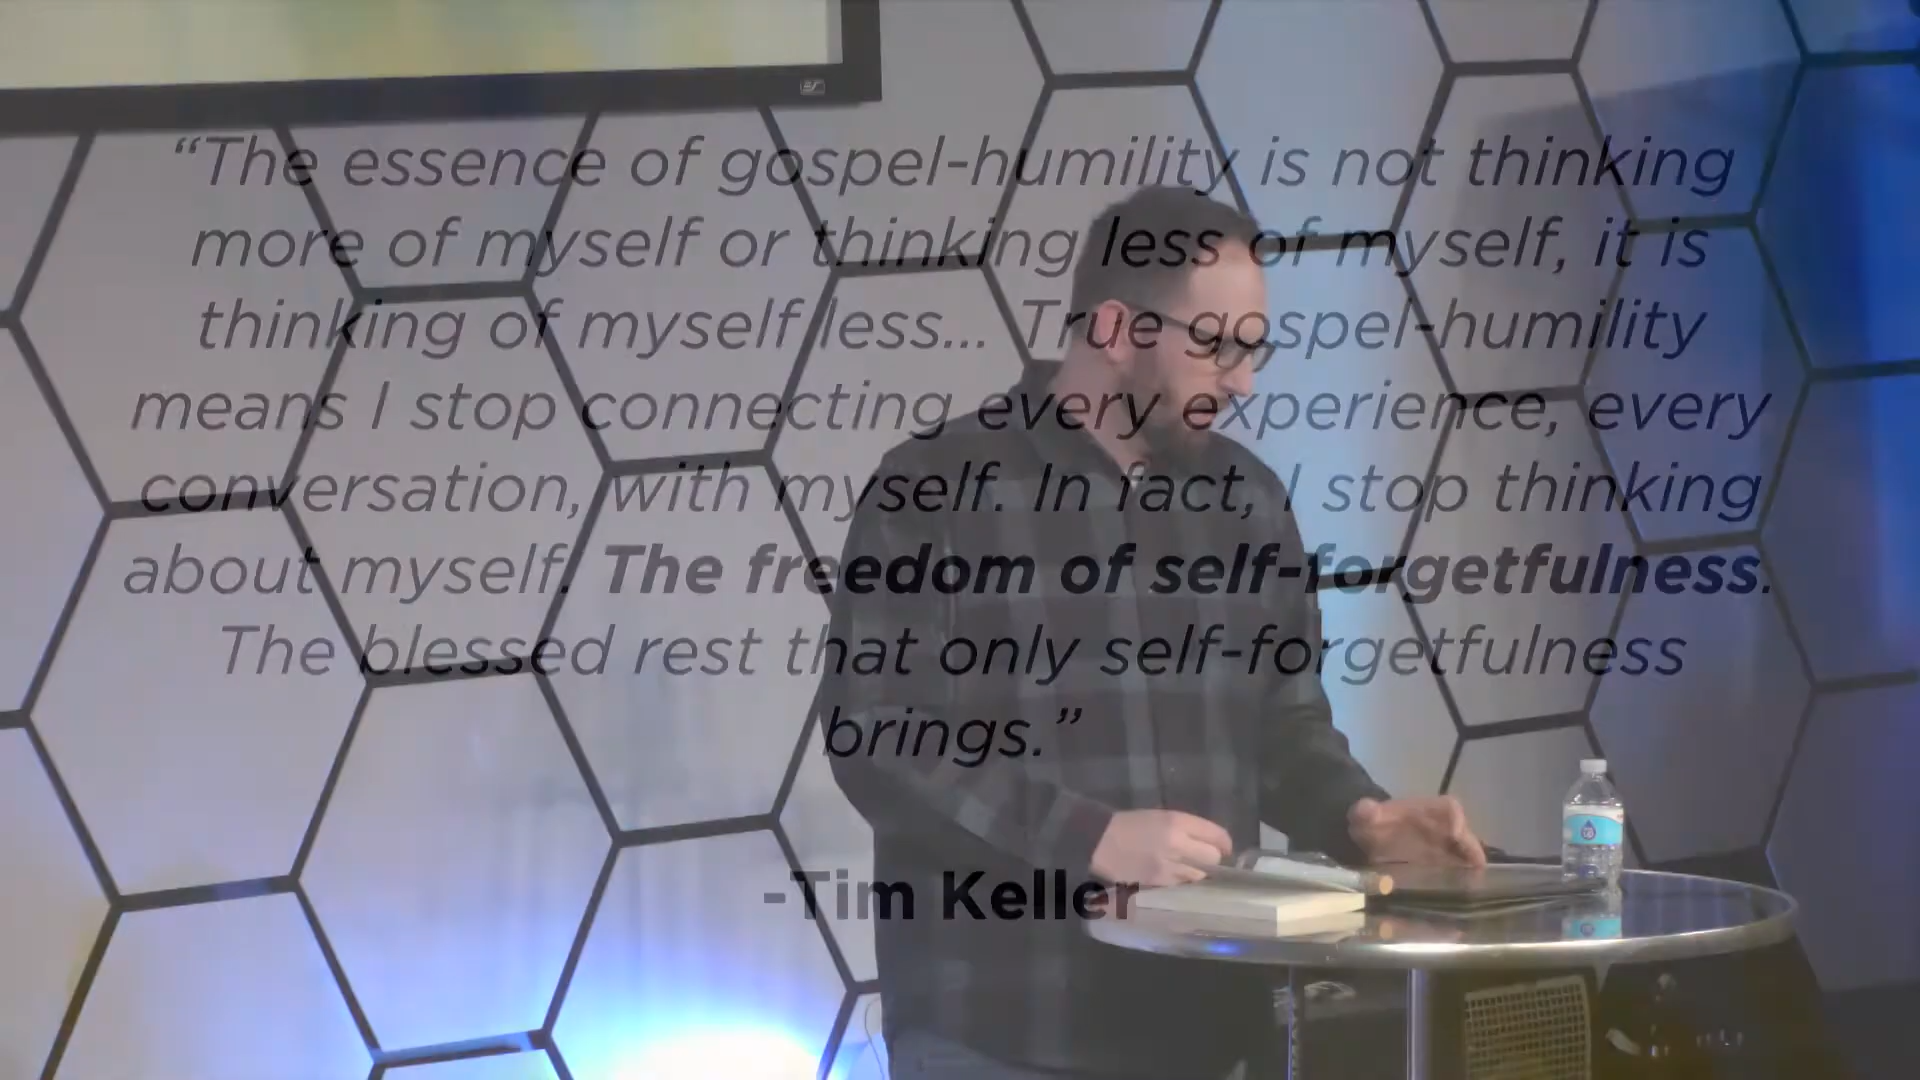 “The essence of gospel-humility is not thinking
more of myself or thinking less of myself, it is
thinking of myself less... True gospel-humility
means I stop connecting every experience, every
conversation, with myself. In fact, I stop thinking
about myself. The freedom of self-forgetfulness.
The blessed rest that only self-forgetfulness
brings.”
-Tim Keller